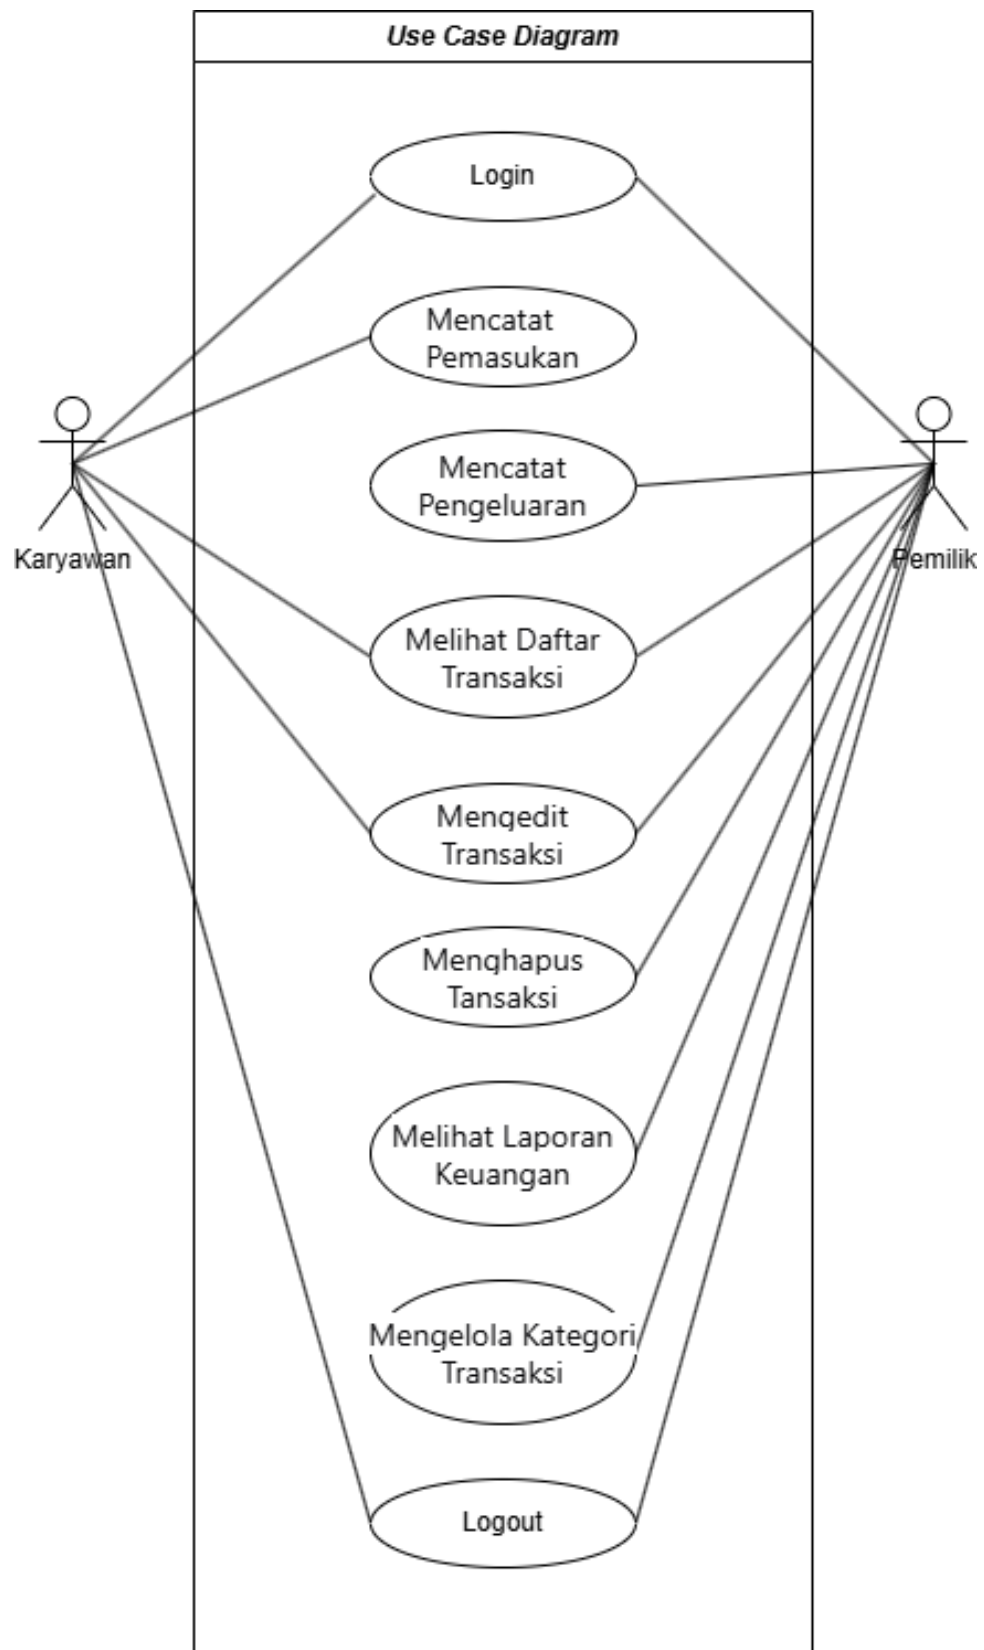 Use Case Diagram
Login
Mencatat
Pemasukan
Mencatat
Pengeluaran
Karyawan
Pemilik
Melihat Daftar
Transaksi
Mengedit
Transaksi
Menghapus
Tansaksi
Melihat Laporan
Keuangan
Mengelola Kategori
Transaksi
Logout